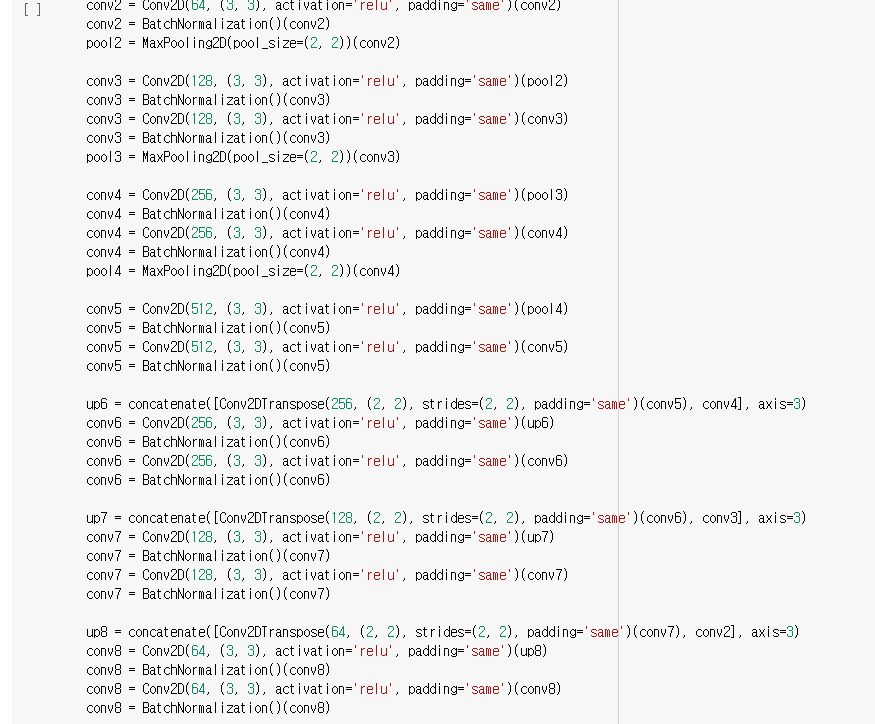 [ ]
conv2 = Conv2D(64, (3, 3), activation='relu', padding='same')(conv2)
conv2 = BatchNormalization()(conv2)
pool2 = MaxPooling2D(pool_size=(2, 2))(conv2)
conv3 = Conv2D(128, (3, 3), activation='relu', padding='same')(pool2)
conv3 = BatchNormalization()(conv3)
conv3 = Conv2D(128, (3, 3), activation='relu', padding='same')(conv3)
conv3 = BatchNormalization()(conv3)
pool3 = MaxPooling2D(pool_size=(2, 2))(conv3)
conv4 = Conv2D(256, (3, 3), activation='relu', padding='same')(pool3)
conv4 = BatchNormalization()(conv4)
conv4 = Conv2D(256, (3, 3), activation='relu', padding='same')(conv4)
conv4 = BatchNormalization()(conv4)
pool4 = MaxPooling2D(pool_size=(2, 2))(conv4)
conv5 = Conv2D(512, (3, 3), activation='relu', padding='same')(pool4)
conv5 = BatchNormalization()(conv5)
conv5 = Conv2D(512, (3, 3), activation='relu', padding='same')(conv5)
conv5 = BatchNormalization()(conv5)
up6 = concatenate([Conv2DTranspose(256, (2, 2), strides=(2, 2), padding='same')(conv5), conv4], axis=3)
conv6 = Conv2D(256, (3, 3), activation='relu', padding='same')(up6)
conv6 = BatchNormalization()(conv6)
conv6 = Conv2D(256, (3, 3), activation='relu', padding='same')(conv6)
conv6 = BatchNormalization()(conv6)
up7 = concatenate([Conv2DTranspose(128, (2, 2), strides=(2, 2), padding='same')(conv6), conv3], axis=3)
conv7 = Conv2D(128, (3, 3), activation='relu', padding='same')(up7)
conv7 = BatchNormalization()(conv7)
conv7 = Conv2D(128, (3, 3), activation='relu', padding='same')(conv7)
conv7 = BatchNormalization()(conv7)
up8 = concatenate([Conv2DTranspose(64, (2, 2), strides=(2, 2), padding='same')(conv7), conv2], axis=3)
conv8 = Conv2D(64, (3, 3), activation='relu', padding='same')(up8)
conv8 = BatchNormalization()(conv8)
conv8 = Conv2D(64, (3, 3), activation='relu', padding='same')(conv8)
conv8 = BatchNormalization()(conv8)